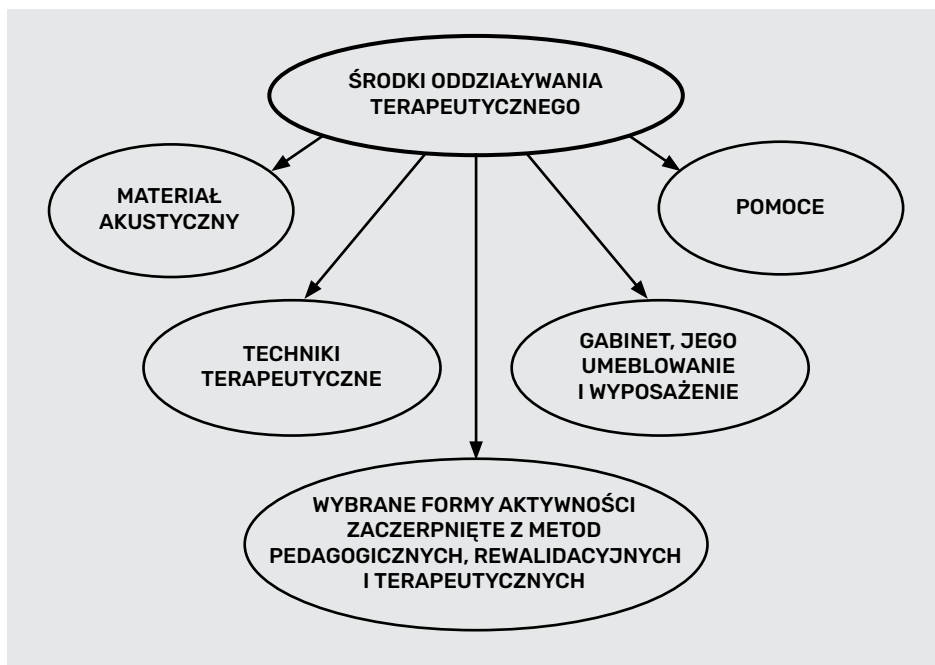 ŚRODKI ODDZIAŁYWANIA
TERAPEUTYCZNEGO
MATERIAŁ
AKUSTYCZNY
POMOCE
TECHNIKI
TERAPEUTYCZNE
GABINET, JEGO
UMEBLOWANIE
I WYPOSAŻENIE
WYBRANE FORMY AKTYWNOŚCI
ZACZERPNIĘTE Z METOD
PEDAGOGICZNYCH, REWALIDACYJNYCH
I TERAPEUTYCZNYCH